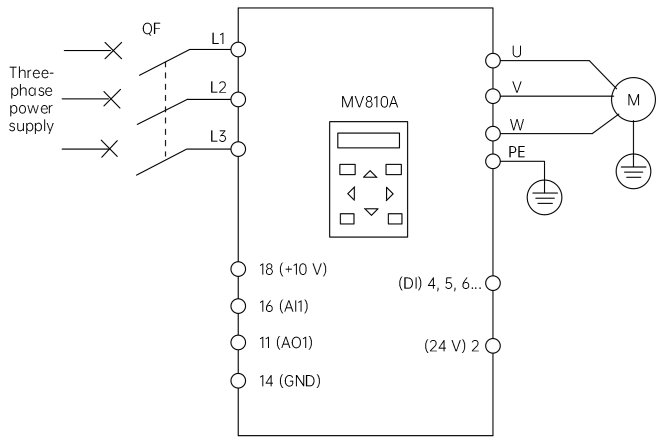 QF
L1
Three-
phase
power
supply
L2
L3
MV810A
U
V
W
PE
M
18 (+10 V)
16 (AI1)
11 (AO1)
14 (GND)
(DI) 4, 5, 6...
(24 V) 2